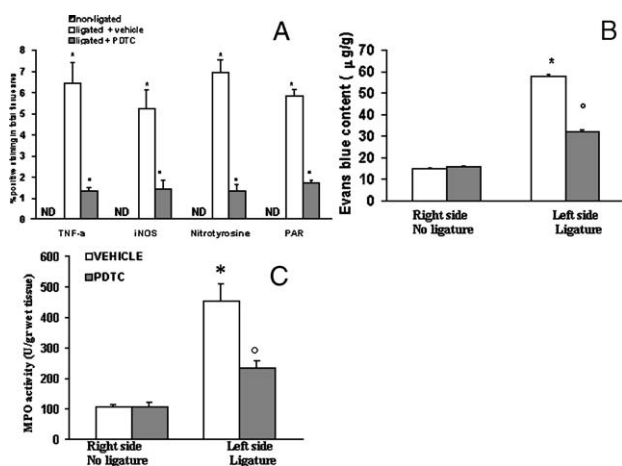 non-ligated
ligated + vehicle
ligated + PDTC
A
%positive staining in total tissue area
8
7
6
5
4
3
2
1
0
*
*
*
*
*
*
*
*
ND
ND
ND
ND
TNF-a
iNOS
Nitrotyrosine
PAR
B
Evans blue content ( μg/g)
70
60
50
40
30
20
10
0
*
°
Right side
No ligature
Left side
Ligature
C
VEHICLE
PDTC
MPO activity (U/gr wet tissue)
600
500
400
300
200
100
0
*
°
Right side
No ligature
Left side
Ligature